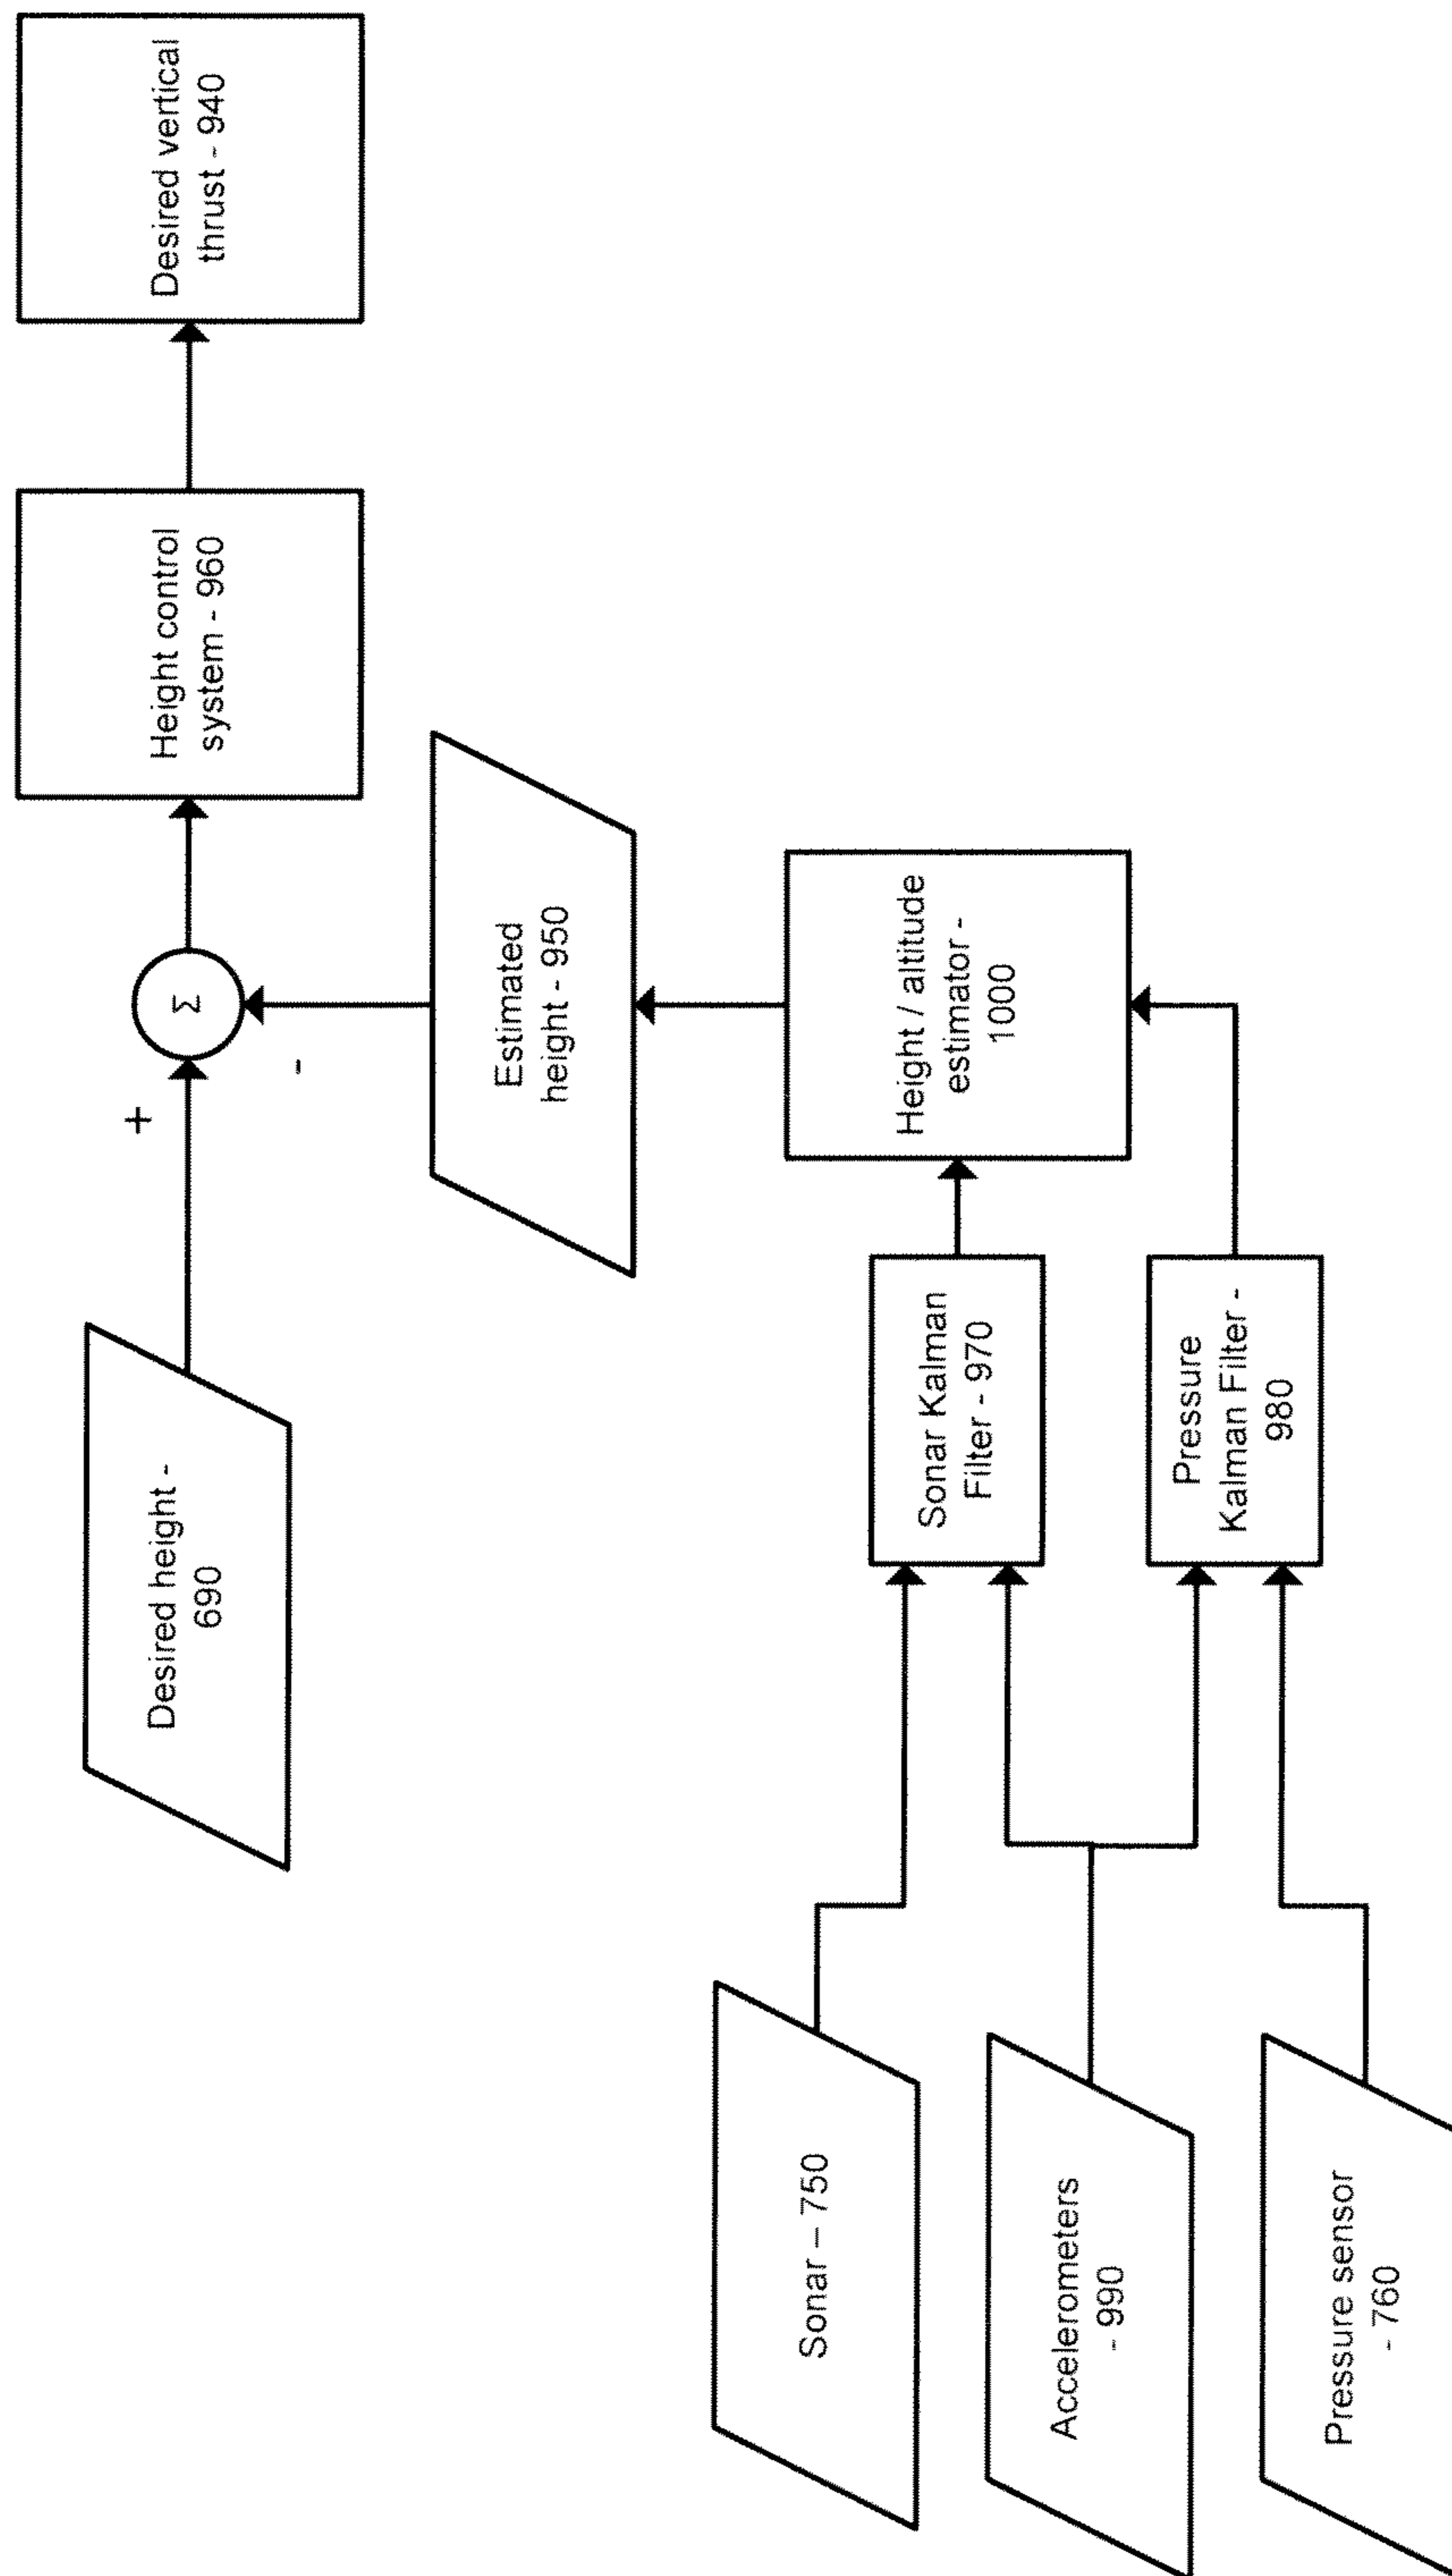 Desired height -
690
+
-
Σ
Height control
system - 960
Desired vertical
thrust - 940
Estimated
height - 950
Sonar – 750
Sonar Kalman
Filter - 970
Height / altitude
estimator -
1000
Accelerometers
- 990
Pressure
Kalman Filter -
980
Pressure sensor
- 760